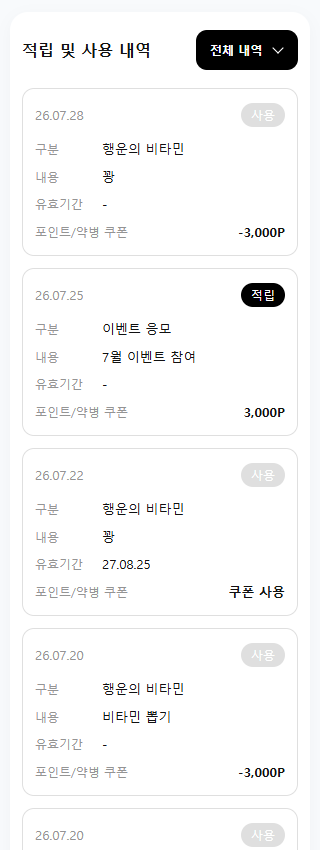 적립 및 사용 내역 전체 내역
26.07.28 사용
구분 행운의 비타민
내용 꽝
유효기간 -
포인트/약병 쿠폰 -3,000P
26.07.25 적립
구분 이벤트 응모
내용 7월 이벤트 참여
유효기간 -
포인트/약병 쿠폰 3,000P
26.07.22 사용
구분 행운의 비타민
내용 꽝
유효기간 27.08.25
포인트/약병 쿠폰 쿠폰 사용
26.07.20 사용
구분 행운의 비타민
내용 비타민 뽑기
유효기간 -
포인트/약병 쿠폰 -3,000P
26.07.20 사용